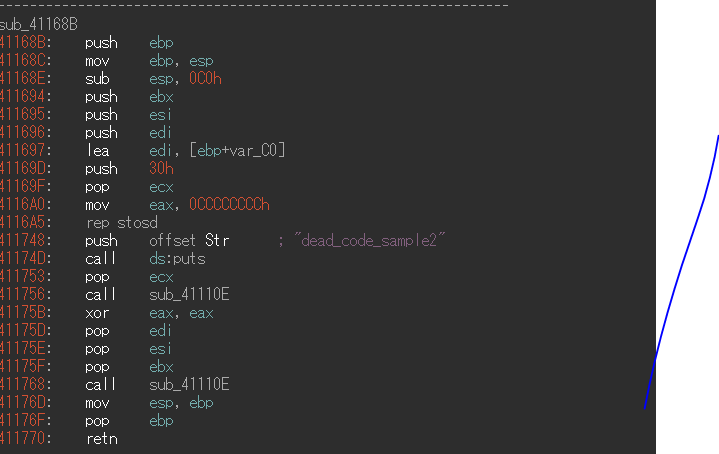 sub_41168B
41168B: push ebp
41168C: mov ebp, esp
41168E: sub esp, 0C0h
411694: push ebx
411695: push esi
411696: push edi
411697: lea edi, [ebp+var_C0]
41169D: push 30h
41169F: pop ecx
4116A0: mov eax, 0CCCCCCCCh
4116A5: rep stosd
411748: push offset Str ; "dead_code_sample2"
41174D: call ds:puts
411753: pop ecx
411756: call sub_41110E
41175B: xor eax, eax
41175D: pop edi
41175E: pop esi
41175F: pop ebx
411768: call sub_41110E
41176D: mov esp, ebp
41176F: pop ebp
411770: retn